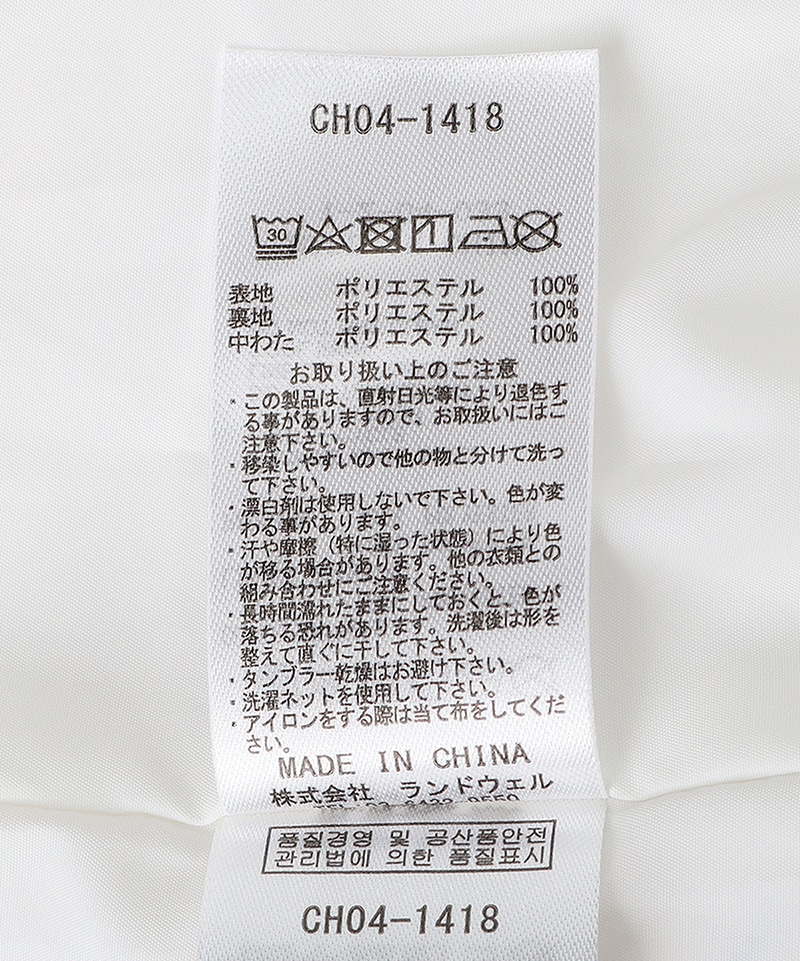 CH04-1418
30
表地 ポリエステル 100%
裏地 ポリエステル 100%
中わた ポリエステル 100%
お取り扱い上のご注意
・この製品は、直射日光等により退色す
る事がありますので、お取扱いにはご
注意下さい。
・移染しやすいので他の物と分けて洗っ
て下さい。
・漂白剤は使用しないで下さい。色が変
わる事があります。
・汗や摩擦（特に湿った状態）により色
が移る場合があります。他の衣類との
組み合わせにご注意ください。
・長時間濡れたままにしておくと、色が
落ちる恐れがあります。洗濯後は形を
整えて直ぐに干して下さい。
・タンブラー乾燥はお避け下さい。
・洗濯ネットを使用して下さい。
・アイロンをする際は当て布をしてくだ
さい。
MADE IN CHINA
株式会社 ランドウェル
품질경영 및 공산품안전
관리법에 의한 품질표시
CH04-1418